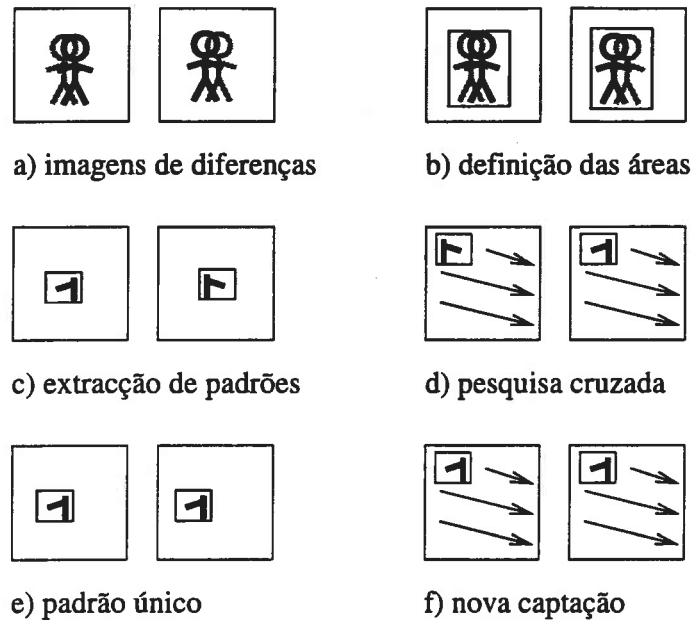 a) imagens de diferenças
b) definição das áreas
c) extracção de padrões
d) pesquisa cruzada
e) padrão único
f) nova captação